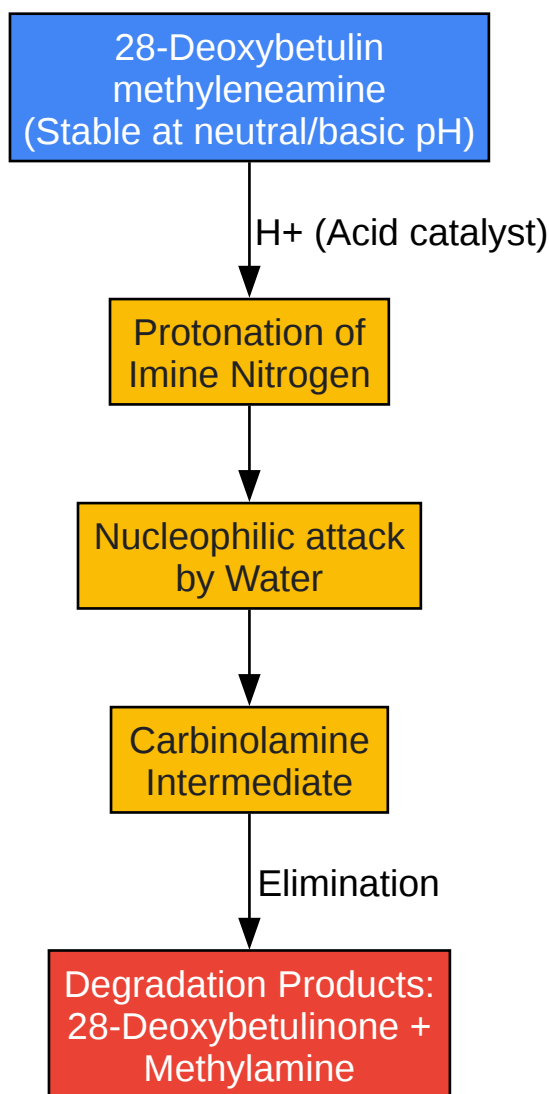 28-Deoxybetulin
methyleneamine
(Stable at neutral/basic pH)
H+ (Acid catalyst)
Protonation of
Imine Nitrogen
Nucleophilic attack
by Water
Carbinolamine
Intermediate
Elimination
Degradation Products:
28-Deoxybetulinone +
Methylamine